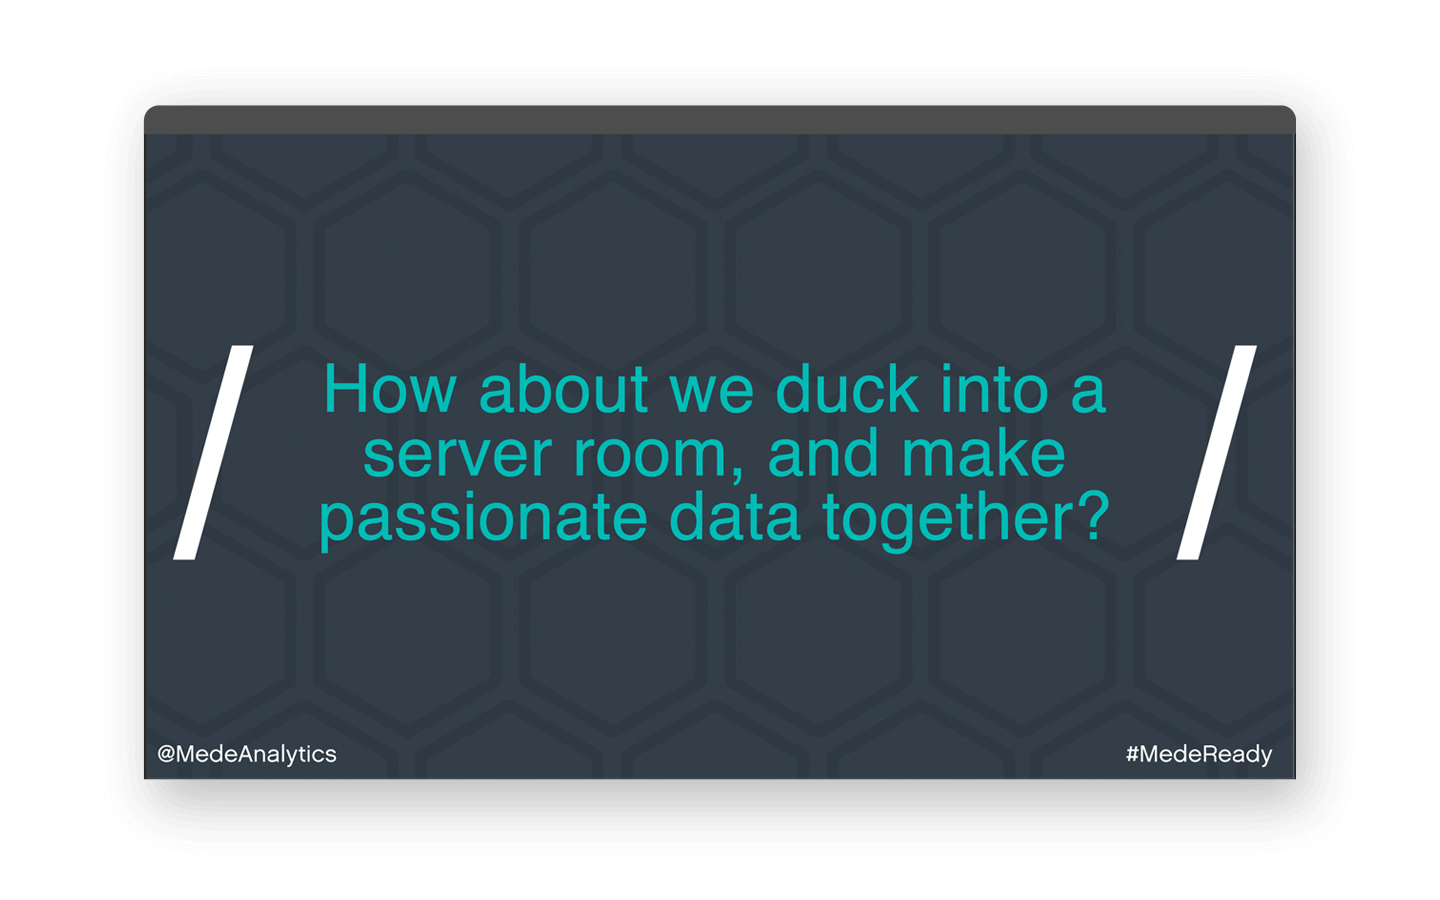 How about we duck into a
server room, and make
passionate data together?
@MedeAnalytics
#MedeReady